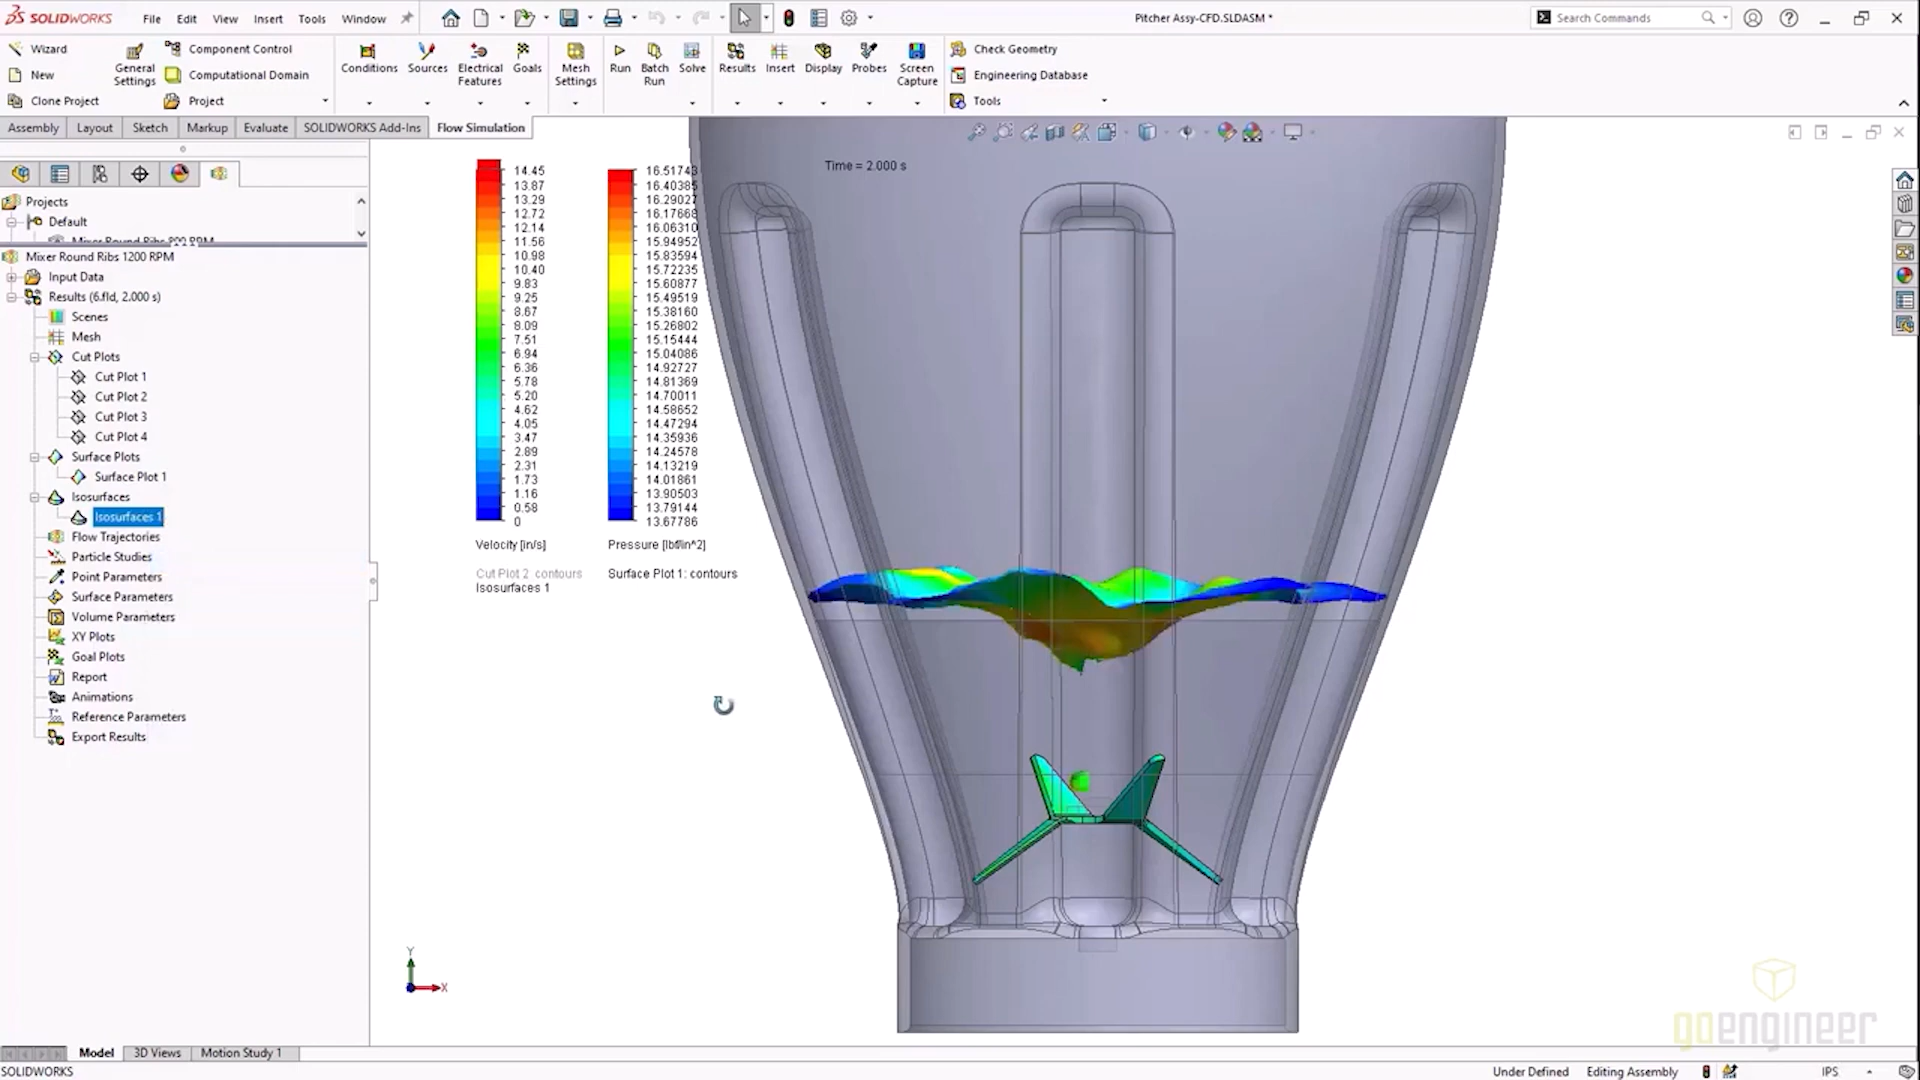 SOLIDWORKS File Edit View Insert Tools Window
Pitcher Assy-CFD.SLDASM *
Search Commands
Wizard
New
Clone Project
General Settings
Component Control
Computational Domain
Project
Conditions
Sources
Electrical Features
Goals
Mesh Settings
Run
Batch Run
Solve
Results
Insert
Display
Probes
Screen Capture
Check Geometry
Engineering Database
Tools
Assembly Layout Sketch Markup Evaluate SOLIDWORKS Add-Ins Flow Simulation
Projects
Default
Mixer Round Ribs 800 RPM
Mixer Round Ribs 1200 RPM
Input Data
Results (6.fld, 2.000 s)
Scenes
Mesh
Cut Plots
Cut Plot 1
Cut Plot 2
Cut Plot 3
Cut Plot 4
Surface Plots
Surface Plot 1
Isosurfaces
Isosurfaces 1
Flow Trajectories
Particle Studies
Point Parameters
Surface Parameters
Volume Parameters
XY Plots
Goal Plots
Report
Animations
Reference Parameters
Export Results
Time = 2.000 s
14.45
13.87
13.29
12.72
12.14
11.56
10.98
10.40
9.83
9.25
8.67
8.09
7.51
6.94
6.36
5.78
5.20
4.62
4.05
3.47
2.89
2.31
1.73
1.16
0.58
0
Velocity [in/s]
Cut Plot 2: contours
Isosurfaces 1
16.51743
16.40385
16.29027
16.17668
16.06310
15.94952
15.83594
15.72235
15.60877
15.49519
15.38160
15.26802
15.15444
15.04086
14.92727
14.81369
14.70011
14.58652
14.47294
14.35936
14.24578
14.13219
14.01861
13.90503
13.79144
13.67786
Pressure [lbf/in^2]
Surface Plot 1: contours
Y
X
goengineer
Model 3D Views Motion Study 1
SOLIDWORKS
Under Defined Editing Assembly IPS